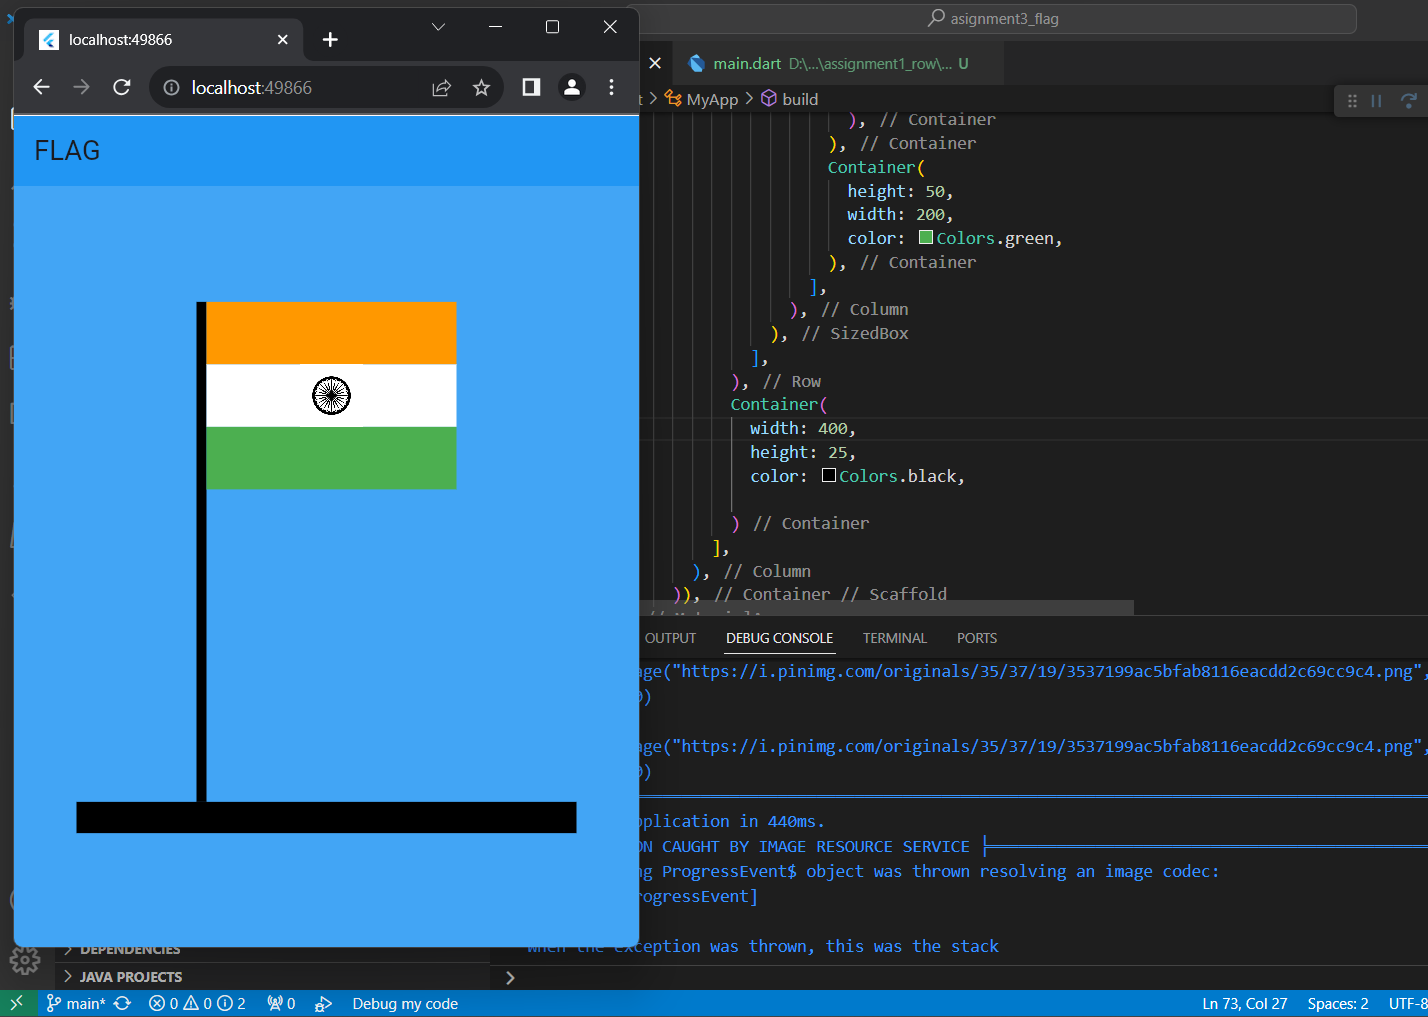 localhost:49866
localhost:49866
FLAG
asignment3_flag
main.dart D:\...\assignment1_row\... U
MyApp > build
), // Container
), // Container
Container(
height: 50,
width: 200,
color: Colors.green,
), // Container
],
), // Column
), // SizedBox
],
), // Row
Container(
width: 400,
height: 25,
color: Colors.black,
) // Container
],
), // Column
)), // Container // Scaffold
OUTPUT DEBUG CONSOLE TERMINAL PORTS
age("https://i.pinimg.com/originals/35/37/19/3537199ac5bfab8116eacdd2c69cc9c4.png",
)
age("https://i.pinimg.com/originals/35/37/19/3537199ac5bfab8116eacdd2c69cc9c4.png",
)
pplication in 440ms.
ON CAUGHT BY IMAGE RESOURCE SERVICE
ng ProgressEvent$ object was thrown resolving an image codec:
rogressEvent]
When the exception was thrown, this was the stack
DEPENDENCIES
JAVA PROJECTS
main* 0 0 2 0 Debug my code Ln 73, Col 27 Spaces: 2 UTF-8